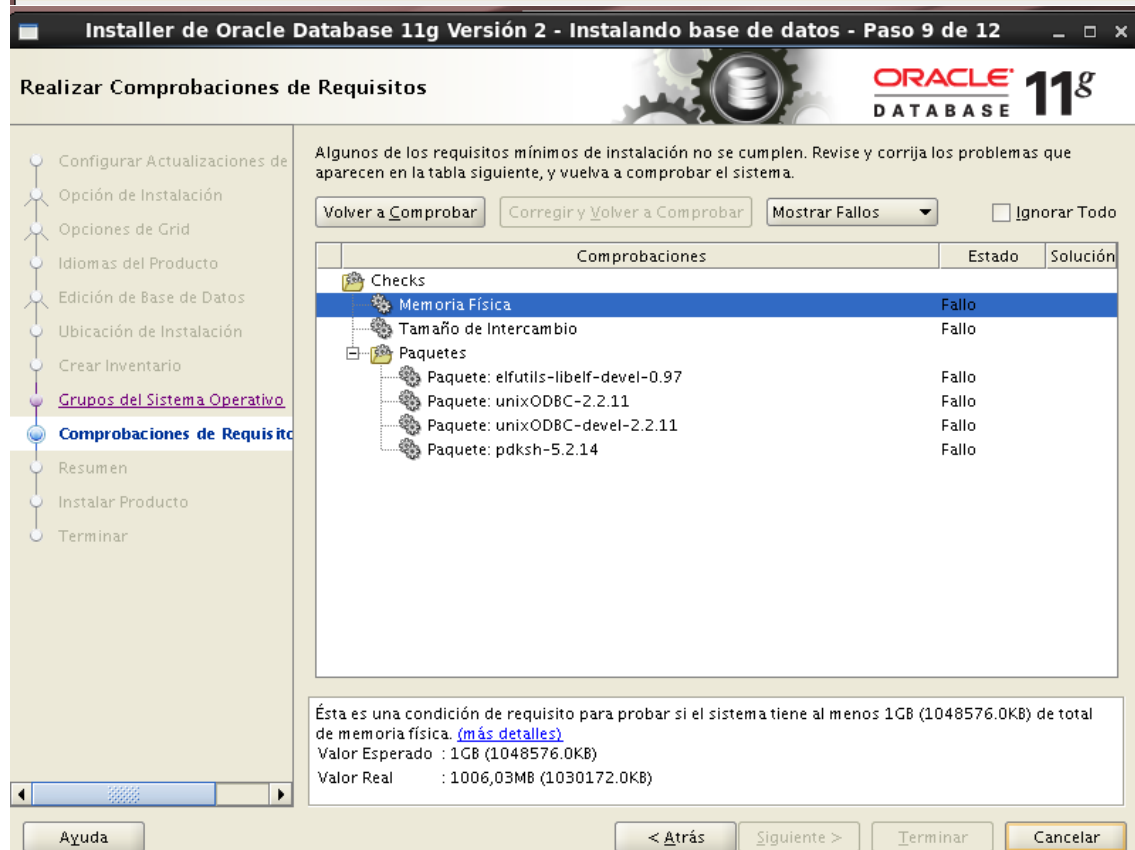 Installer de Oracle Database 11g Versión 2 - Instalando base de datos - Paso 9 de 12
Realizar Comprobaciones de Requisitos
ORACLE
DATABASE
11g
Configurar Actualizaciones de
Opción de Instalación
Opciones de Grid
Idiomas del Producto
Edición de Base de Datos
Ubicación de Instalación
Crear Inventario
Grupos del Sistema Operativo
Comprobaciones de Requisito
Resumen
Instalar Producto
Terminar
Algunos de los requisitos mínimos de instalación no se cumplen. Revise y corrija los problemas que
aparecen en la tabla siguiente, y vuelva a comprobar el sistema.
Volver a Comprobar Corregir y Volver a Comprobar Mostrar Fallos Ignorar Todo
Comprobaciones Estado Solución
Checks
Memoria Física Fallo
Tamaño de Intercambio Fallo
Paquetes
Paquete: elfutils-libelf-devel-0.97 Fallo
Paquete: unixODBC-2.2.11 Fallo
Paquete: unixODBC-devel-2.2.11 Fallo
Paquete: pdksh-5.2.14 Fallo
Ésta es una condición de requisito para probar si el sistema tiene al menos 1GB (1048576.0KB) de total
de memoria física. (más detalles)
Valor Esperado : 1GB (1048576.0KB)
Valor Real : 1006,03MB (1030172.0KB)
Ayuda < Atrás Siguiente > Terminar Cancelar